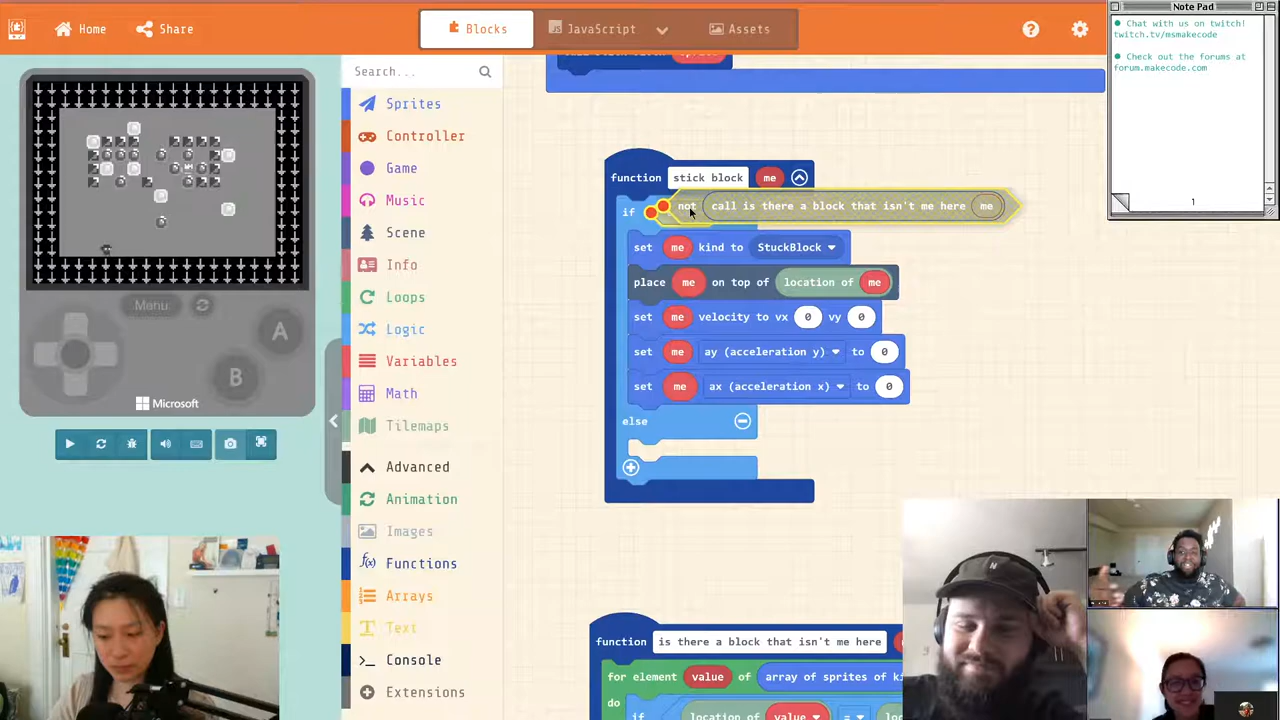 Home
Share
Blocks
JavaScript
Assets
Note Pad
Chat with us on twitch!
twitch.tv/msmakecode
Check out the forums at
forum.makecode.com
1
Search...
Sprites
Controller
Game
Music
Scene
Info
Loops
Logic
Variables
Math
Tilemaps
Advanced
Animation
Images
Functions
Arrays
Text
Console
Extensions
Menu
A
B
Microsoft
function stick block me
if not call is there a block that isn't me here me
set me kind to StuckBlock
place me on top of location of me
set me velocity to vx 0 vy 0
set me ay (acceleration y) to 0
set me ax (acceleration x) to 0
else
function is there a block that isn't me here
for element value of array of sprites of
do
if location of value =